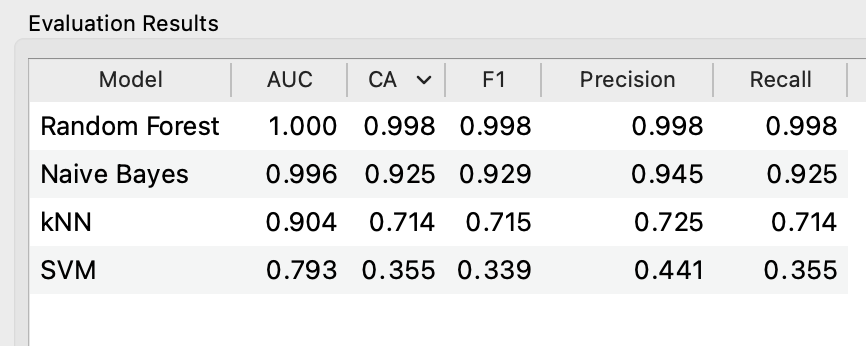 Evaluation Results
Model AUC CA F1 Precision Recall
Random Forest 1.000 0.998 0.998 0.998 0.998
Naive Bayes 0.996 0.925 0.929 0.945 0.925
kNN 0.904 0.714 0.715 0.725 0.714
SVM 0.793 0.355 0.339 0.441 0.355